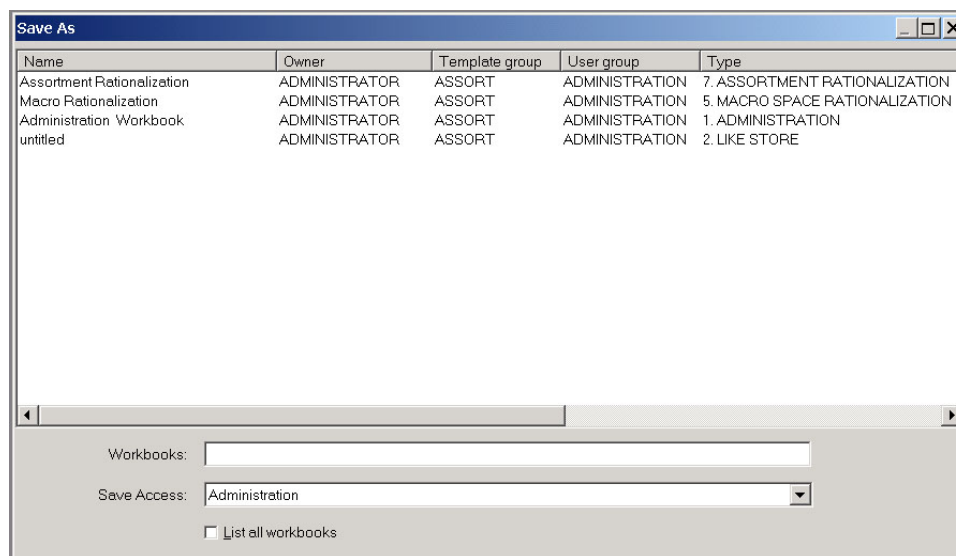 Save As
Name Owner Template group User group Type
Assortment Rationalization ADMINISTRATOR ASSORT ADMINISTRATION 7. ASSORTMENT RATIONALIZATION
Macro Rationalization ADMINISTRATOR ASSORT ADMINISTRATION 5. MACRO SPACE RATIONALIZATION
Administration Workbook ADMINISTRATOR ASSORT ADMINISTRATION 1. ADMINISTRATION
untitled ADMINISTRATOR ASSORT ADMINISTRATION 2. LIKE STORE
Workbooks:
Save Access: Administration
List all workbooks